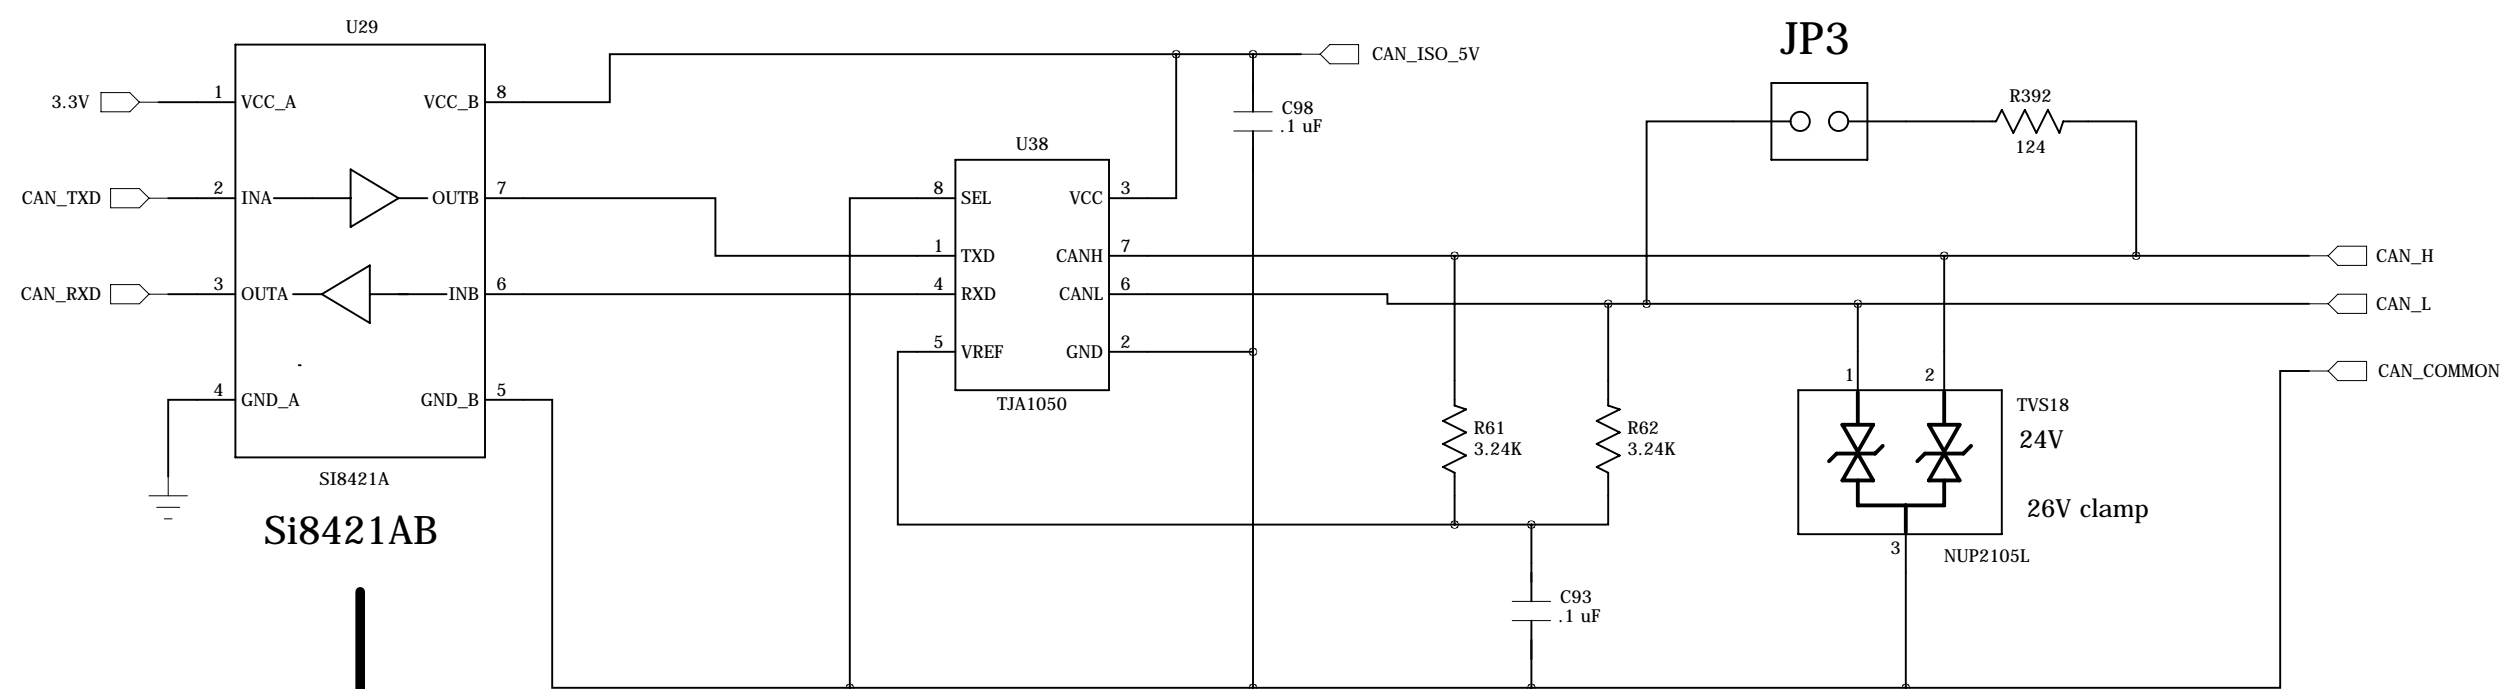 U29
JP3
CAN_ISO_5V
3.3V
1
VCC_A
VCC_B
8
C98
.1 uF
R392
124
U38
CAN_TXD
2
INA
OUTB
7
8
SEL
VCC
3
1
TXD
CANH
7
CAN_H
CAN_RXD
3
OUTA
INB
6
4
RXD
CANL
6
CAN_L
5
VREF
GND
2
CAN_COMMON
4
GND_A
GND_B
5
TJA1050
1
2
TVS18
24V
R61
3.24K
R62
3.24K
SI8421A
Si8421AB
26V clamp
3
NUP2105L
C93
.1 uF